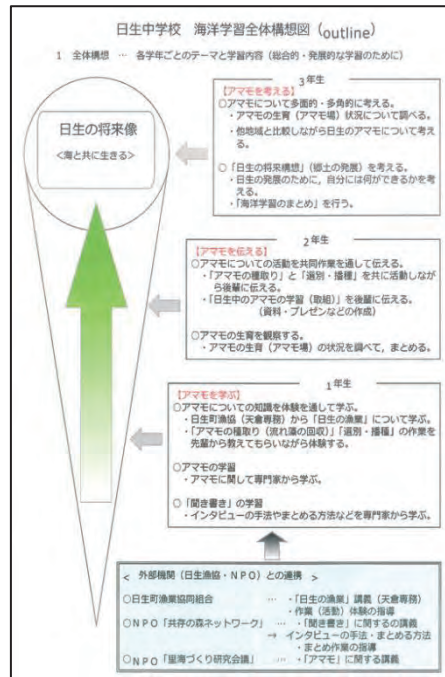 日生中学校　海洋学習全体構想図（outline）
１　全体構想　…　各学年ごとのテーマと学習内容（総合的・発展的な学習のために）
３年生
【アマモを考える】
○アマモについて多面的・多角的に考える。
・アマモの生育（アマモ場）状況について調べる。
・他地域と比較しながら日生のアマモについて考え
る。
○「日生の将来構想」（郷土の発展）を考える。
・日生の発展のために，自分には何ができるかを考
える。
・「海洋学習のまとめ」を行う。
日生の将来像
＜海と共に生きる＞
２年生
【アマモを伝える】
○アマモについての活動を共同作業を通して伝える。
・「アマモの種取り」と「選別・播種」を共に活動しなが
ら後輩に伝える。
・「日生中のアマモの学習（取組）」を後輩に伝える。
（資料・プレゼンなどの作成）
○アマモの生育を観察する。
・アマモの生育（アマモ場）の状況を調べて，まとめる。
１年生
【アマモを学ぶ】
○アマモについての知識を体験を通して学ぶ。
・日生町漁協（天倉専務）から「日生の漁業」について学ぶ。
・「アマモの種取り（流れ藻の回収）」「選別・播種」の作業を
先輩から教えてもらいながら体験する。
○アマモの学習
・アマモに関して専門家から学ぶ。
○「聞き書き」の学習
・インタビューの手法やまとめる方法などを専門家から学ぶ。
＜　外部機関（日生漁協・ＮＰＯ）との連携　＞
○日生町漁業協同組合　…　・「日生の漁業」講義（天倉専務）
・作業（活動）体験の指導
○ＮＰＯ「共存の森ネットワーク」　…　・「聞き書き」に関するの講義
→　インタビューの手法・まとめる方法
・まとめ作業の指導
○ＮＰＯ「里海づくり研究会議」　…　・「アマモ」に関する講義